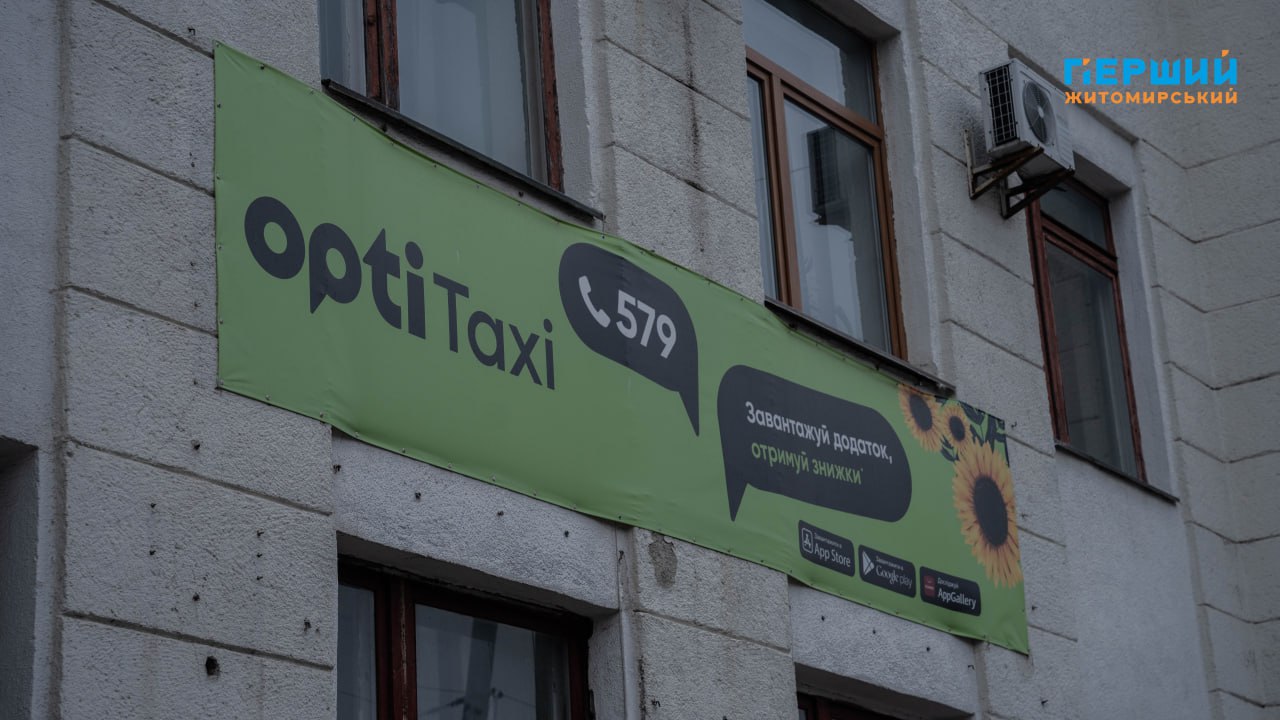 ПЕРШИЙ
ЖИТОМИРСЬКИЙ
optiTaxi
579
Завантажуй додаток,
отримуй знижки*
App Store
Google play
AppGallery